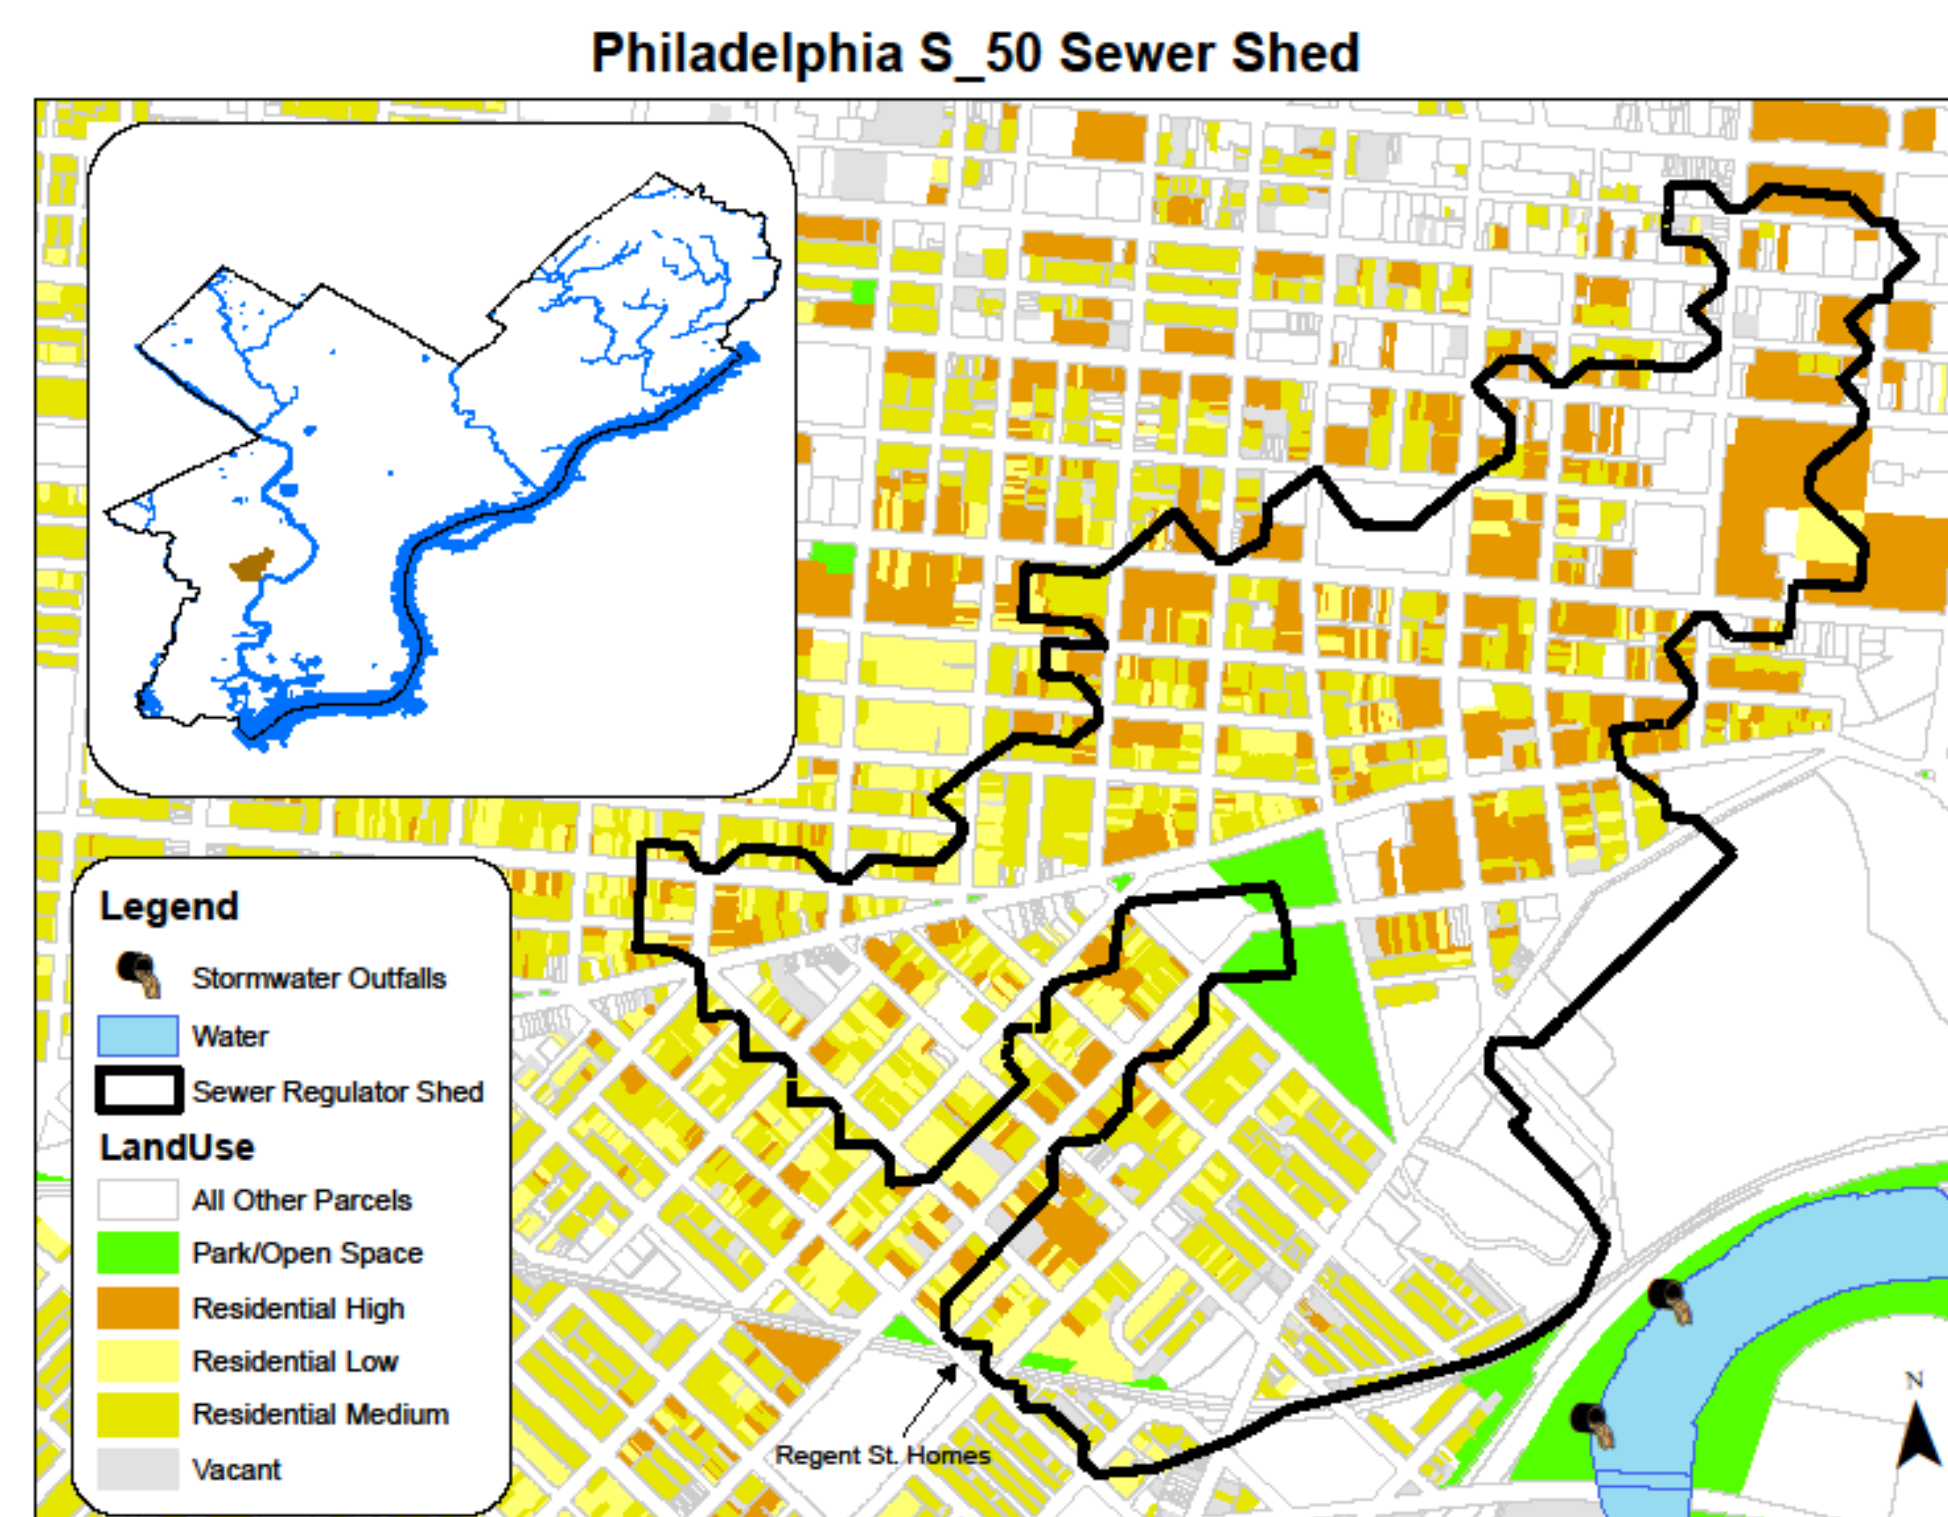 Philadelphia S_50 Sewer Shed
Legend
Stormwater Outfalls
Water
Sewer Regulator Shed
LandUse
All Other Parcels
Park/Open Space
Residential High
Residential Low
Residential Medium
Vacant
Regent St. Homes
N